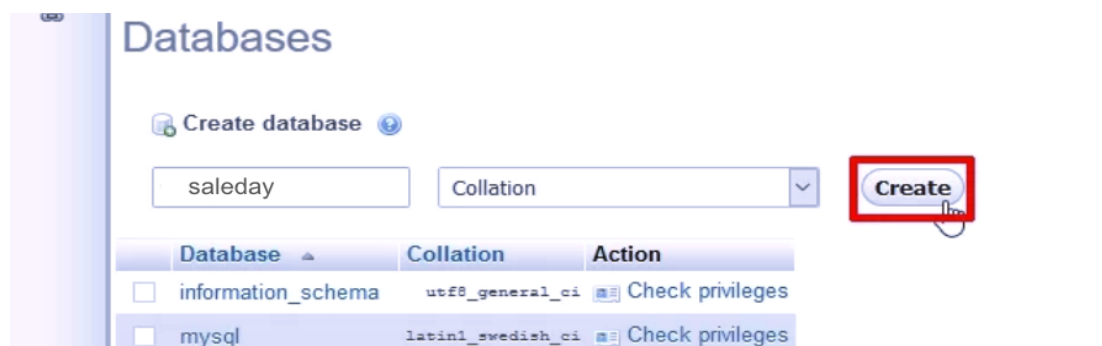 Databases
Create database
saleday Collation Create
Database Collation Action
information_schema utf8_general_ci Check privileges
mysql latin1_swedish_ci Check privileges